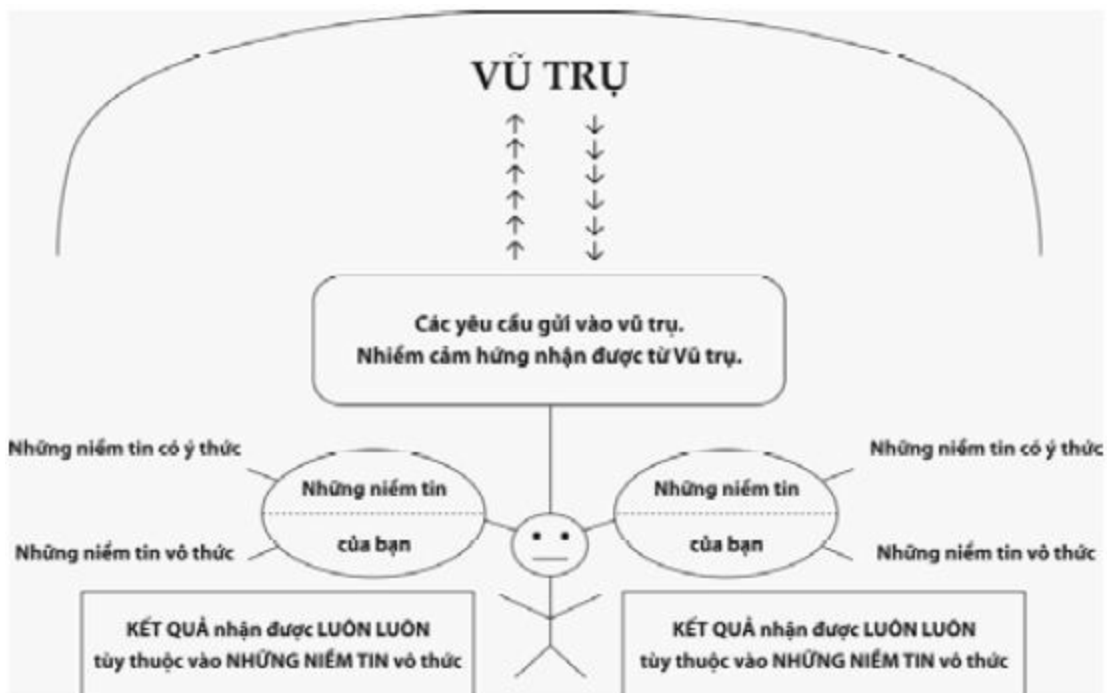 VŨ TRỤ
Các yêu cầu gửi vào vũ trụ.
Nhiềm cảm hứng nhận được từ Vũ trụ.
Những niềm tin có ý thức
Những niềm tin có ý thức
Những niềm tin
Những niềm tin
của bạn
của bạn
Những niềm tin vô thức
Những niềm tin vô thức
KẾT QUẢ nhận được LUÔN LUÔN
tùy thuộc vào NHỮNG NIỀM TIN vô thức
KẾT QUẢ nhận được LUÔN LUÔN
tùy thuộc vào NHỮNG NIỀM TIN vô thức